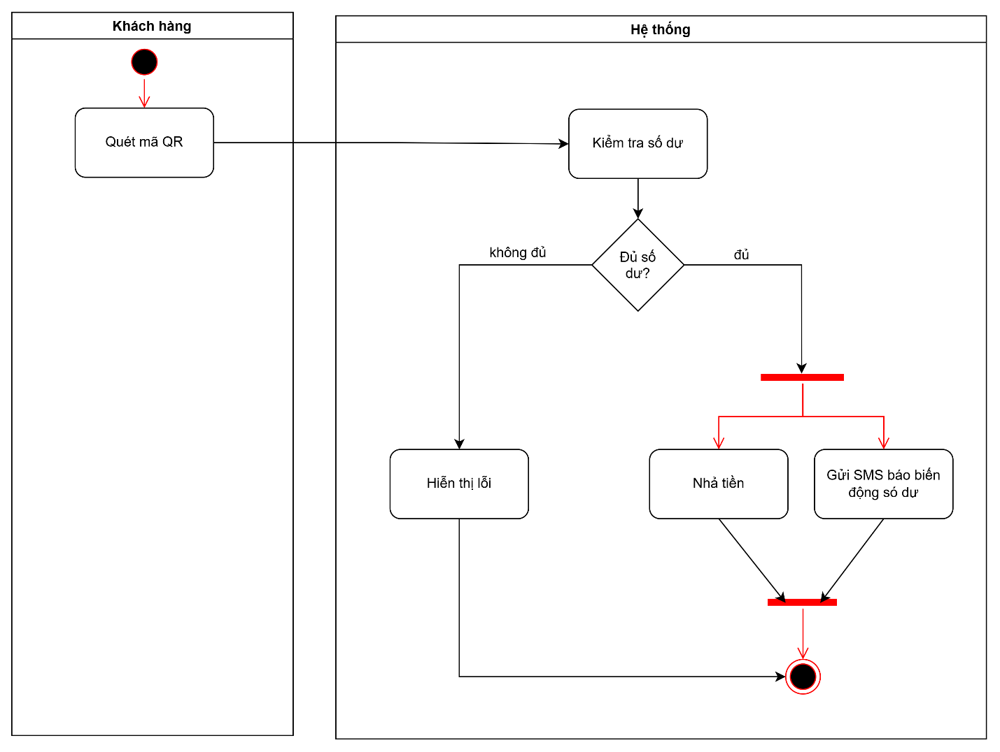 Khách hàng
Hệ thống
Quét mã QR
Kiểm tra số dư
Đủ số
dư?
không đủ
đủ
Hiễn thị lỗi
Nhả tiền
Gửi SMS báo biến
động só dư